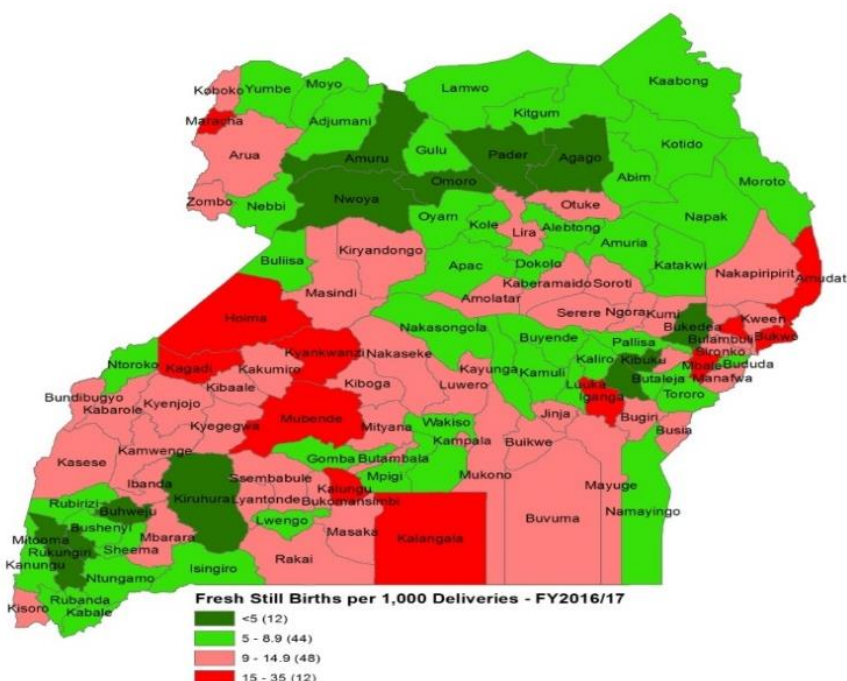 Kaabong
Moyo
Koboko Yumbe
Lamwo
Kitgum
Maracha
Adjumani
Kotido
Arua
Amuru
Gulu
Pader
Agago
Abim
Moroto
Omoro
Zombo
Nebbi
Nwoya
Otuke
Napak
Oyam
Kole
Lira
Alebtong
Kiryandongo
Amuria
Buliisa
Apac
Dokolo
Katakwi
Nakapiripirit
Amudat
Masindi
Kaberamaido
Soroti
Amolatar
Serere
Ngora
Kumi
Kween
Hoima
Bukedea
Bukwo
Nakasongola
Buyende
Pallisa
Bulambuli
Sironko
Ntoroko
Kyankwanzi
Nakaseke
Kaliro
Kibuku
Mbale
Bududa
Kagadi
Kakumiro
Kayunga
Kamuli
Butaleja
Manafwa
Bundibugyo
Kibaale
Kiboga
Luwero
Luuka
Iganga
Tororo
Kabarole
Kyenjojo
Mubende
Kyegegwa
Mityana
Wakiso
Jinja
Bugiri
Kampala
Buikwe
Busia
Kasese
Kamwenge
Gomba
Butambala
Mpigi
Mukono
Ibanda
Ssembabule
Kalungu
Mayuge
Rubirizi
Kiruhura
Lyantonde
Bukomansimbi
Buhweju
Buvuma
Namayingo
Bushenyi
Lwengo
Mitooma
Mbarara
Masaka
Kalangala
Rukungiri
Sheema
Kanungu
Rakai
Ntungamo
Isingiro
Rubanda
Kisoro
Kabale
Fresh Still Births per 1,000 Deliveries - FY2016/17
<5 (12)
5 - 8.9 (44)
9 - 14.9 (48)
15 - 35 (12)